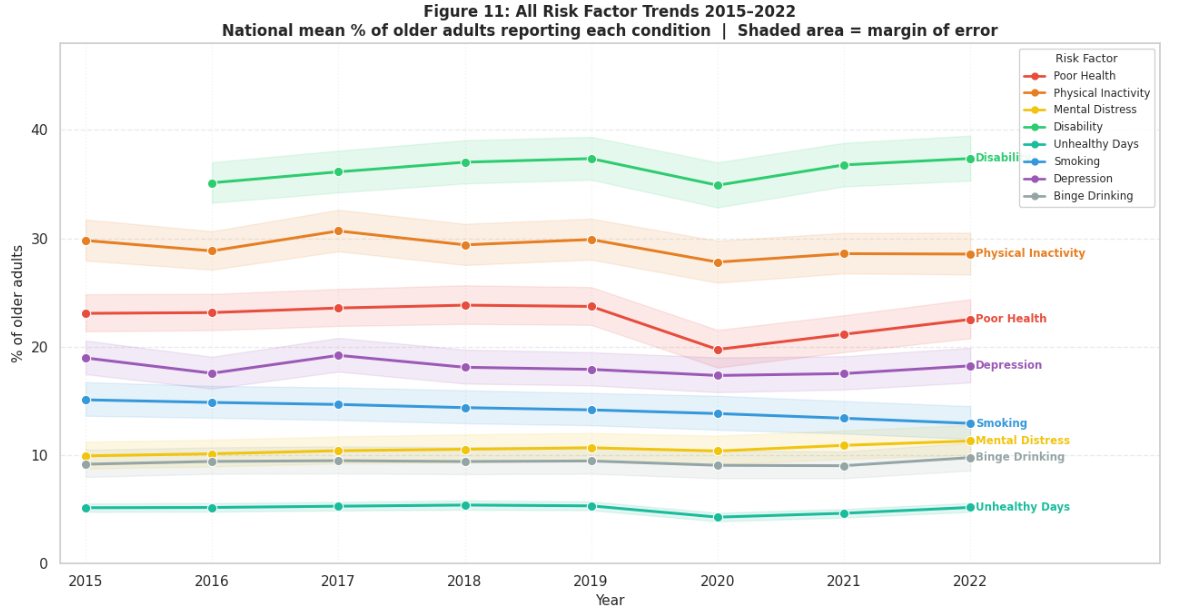 Figure 11: All Risk Factor Trends 2015–2022
National mean % of older adults reporting each condition | Shaded area = margin of error
Risk Factor
Poor Health
Physical Inactivity
Mental Distress
Disability
Unhealthy Days
Smoking
Depression
Binge Drinking
% of older adults
40
30
20
10
0
Disabili
Physical Inactivity
Poor Health
Depression
Smoking
Mental Distress
Binge Drinking
Unhealthy Days
2015 2016 2017 2018 2019 2020 2021 2022
Year